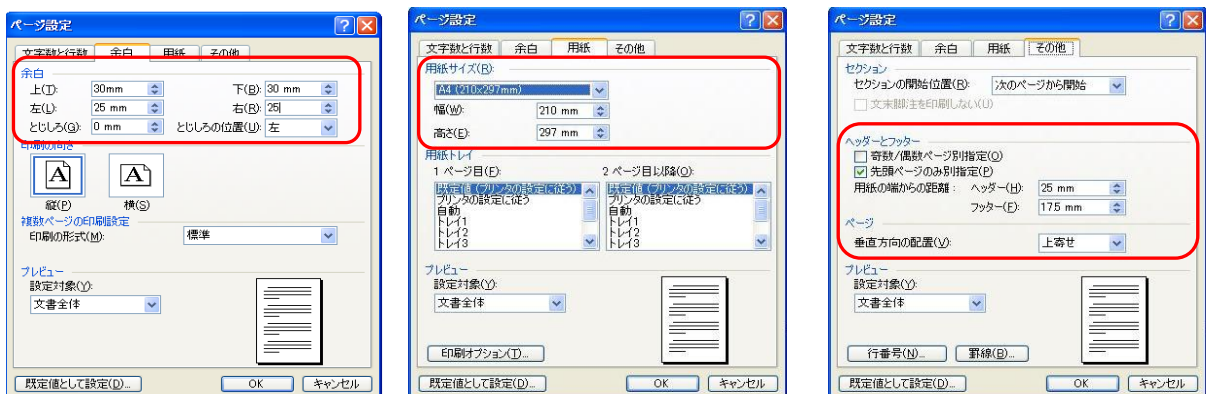 ページ設定
文字数と行数 余白 用紙 その他
余白
上(T): 30mm 下(B): 30 mm
左(L): 25 mm 右(R): 25
とじしろ(G): 0 mm とじしろの位置(U): 左
印刷の向き
縦(P) 横(S)
複数ページの印刷設定
印刷の形式(M): 標準
プレビュー
設定対象(Y):
文書全体
既定値として設定(D)... OK キャンセル
ページ設定
文字数と行数 余白 用紙 その他
用紙サイズ(R):
A4 (210x297mm)
幅(W): 210 mm
高さ(E): 297 mm
用紙トレイ
1 ページ目(F): 2 ページ目以降(O):
既定値 (プリンタの設定に従う) 既定値 (プリンタの設定に従う)
プリンタの設定に従う プリンタの設定に従う
自動 自動
トレイ1 トレイ1
トレイ2 トレイ2
トレイ3 トレイ3
プレビュー
設定対象(Y):
文書全体
印刷オプション(T)...
既定値として設定(D)... OK キャンセル
ページ設定
文字数と行数 余白 用紙 その他
セクション
セクションの開始位置(R): 次のページから開始
文末脚注を印刷しない(U)
ヘッダーとフッター
奇数/偶数ページ別指定(O)
先頭ページのみ別指定(P)
用紙の端からの距離: ヘッダー(H): 25 mm
フッター(F): 17.5 mm
ページ
垂直方向の配置(V): 上寄せ
プレビュー
設定対象(Y):
文書全体
行番号(N)... 罫線(B)...
既定値として設定(D)... OK キャンセル